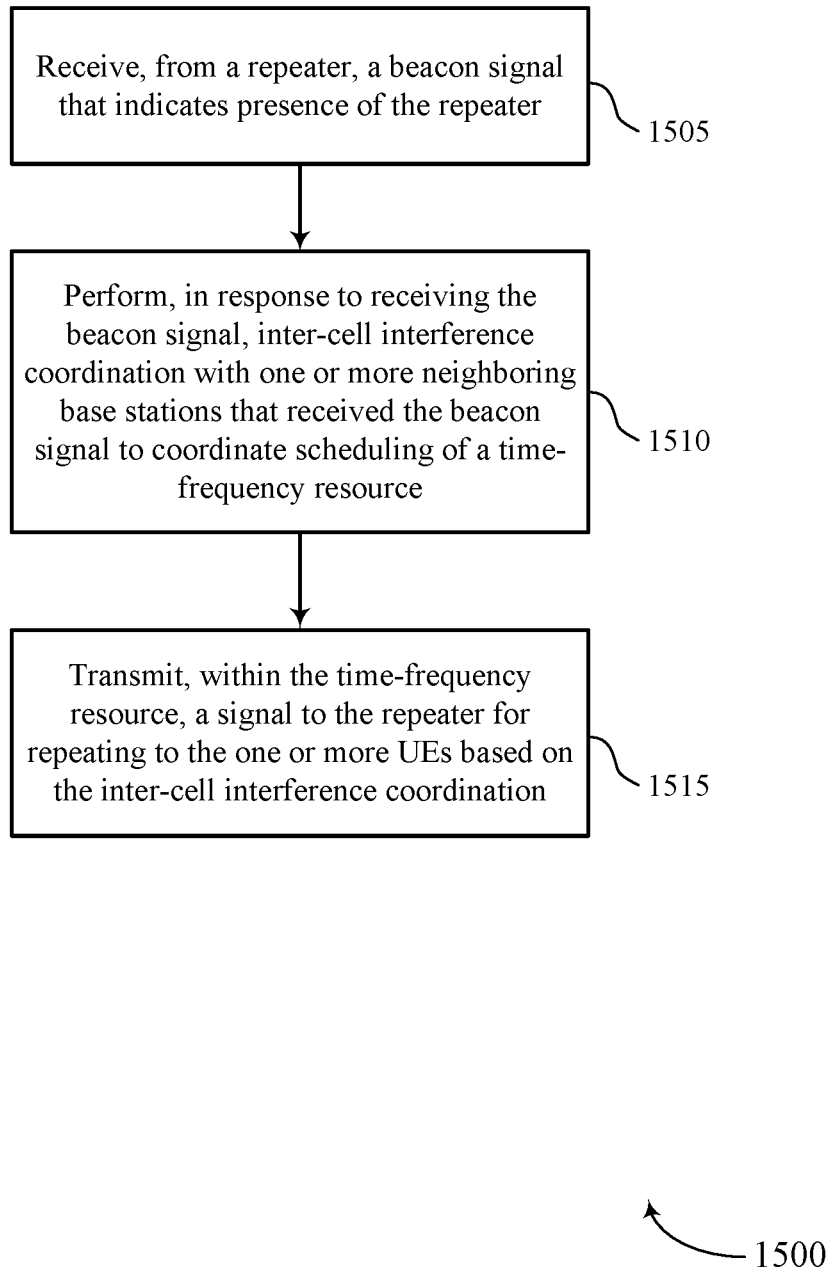 Receive, from a repeater, a beacon signal
that indicates presence of the repeater
1505
Perform, in response to receiving the
beacon signal, inter-cell interference
coordination with one or more neighboring
base stations that received the beacon
signal to coordinate scheduling of a time-
frequency resource
1510
Transmit, within the time-frequency
resource, a signal to the repeater for
repeating to the one or more UEs based on
the inter-cell interference coordination
1515
1500